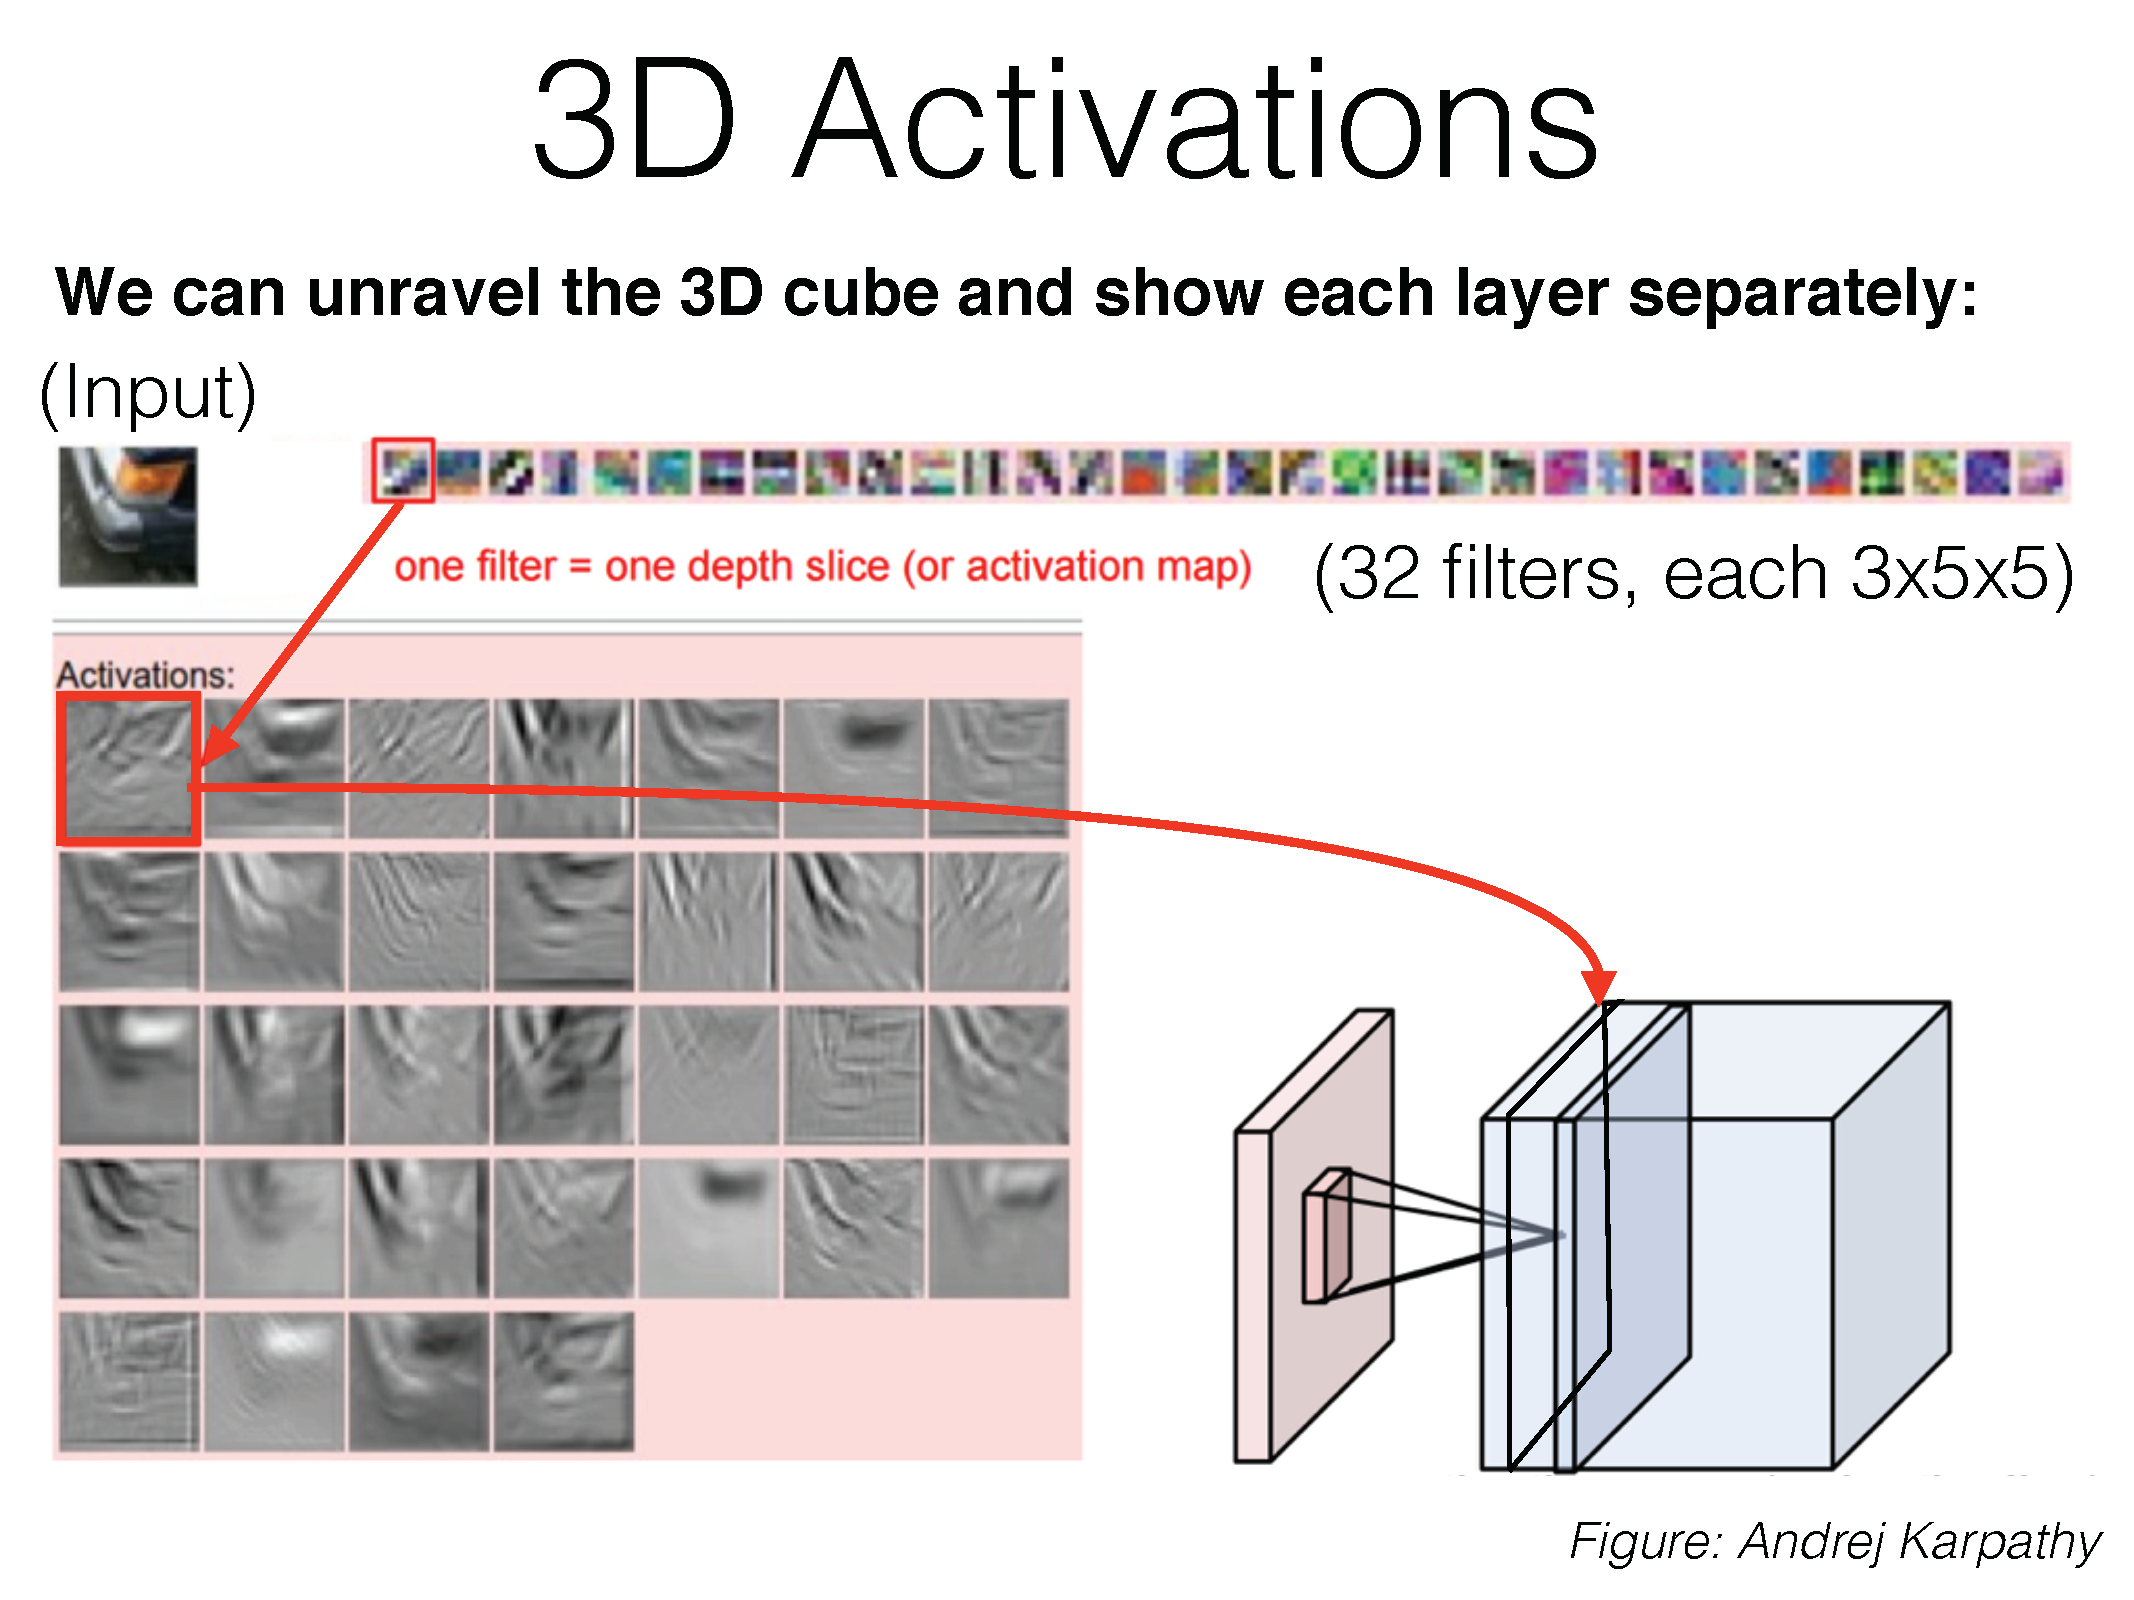 3D Activations
We can unravel the 3D cube and show each layer separately:
(Input)
one filter = one depth slice (or activation map)
(32 filters, each 3x5x5)
Activations:
Figure: Andrej Karpathy